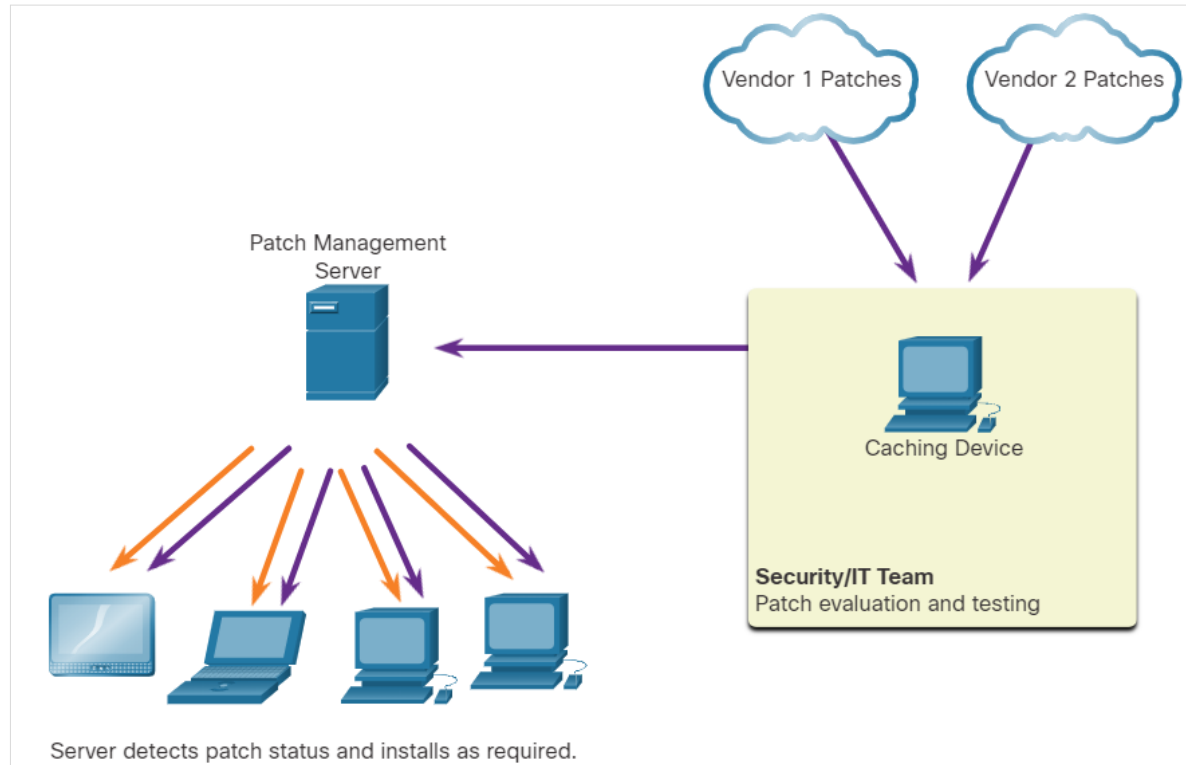 Vendor 1 Patches
Vendor 2 Patches
Patch Management
Server
Caching Device
Security/IT Team
Patch evaluation and testing
Server detects patch status and installs as required.